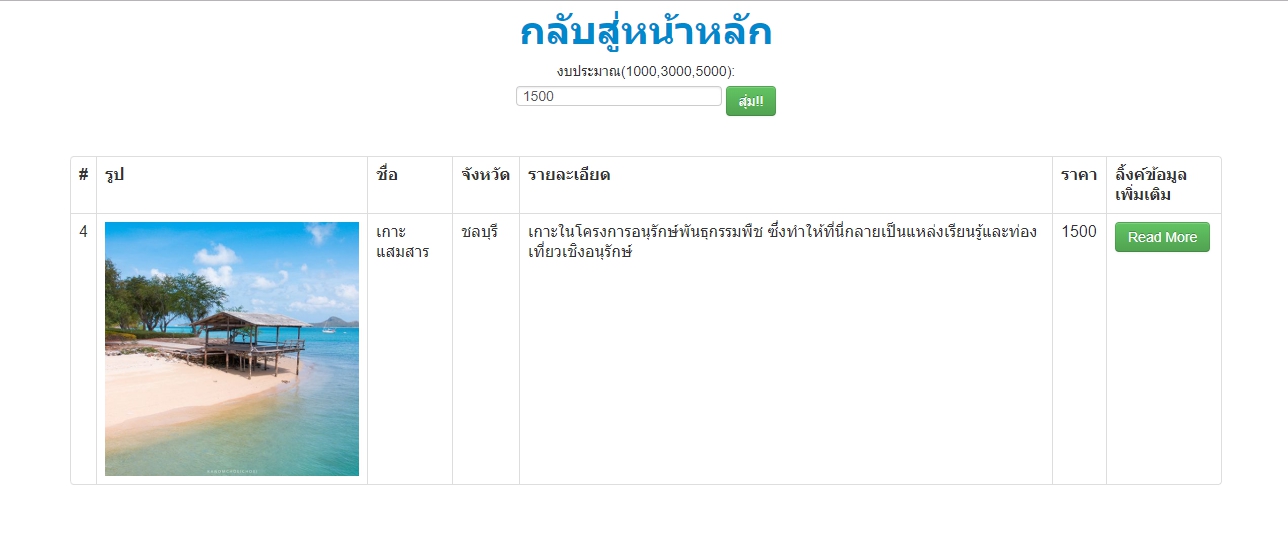 กลับสู่หน้าหลัก
งบประมาณ(1000,3000,5000):
1500 สุ่ม!!
# รูป ชื่อ จังหวัด รายละเอียด ราคา ลิ้งค์ข้อมูล
เพิ่มเติม
4 เกาะ ชลบุรี เกาะในโครงการอนุรักษ์พันธุกรรมพืช ซึ่งทำให้ที่นี่กลายเป็นแหล่งเรียนรู้และท่อง 1500 Read More
แสมสาร เที่ยวเชิงอนุรักษ์